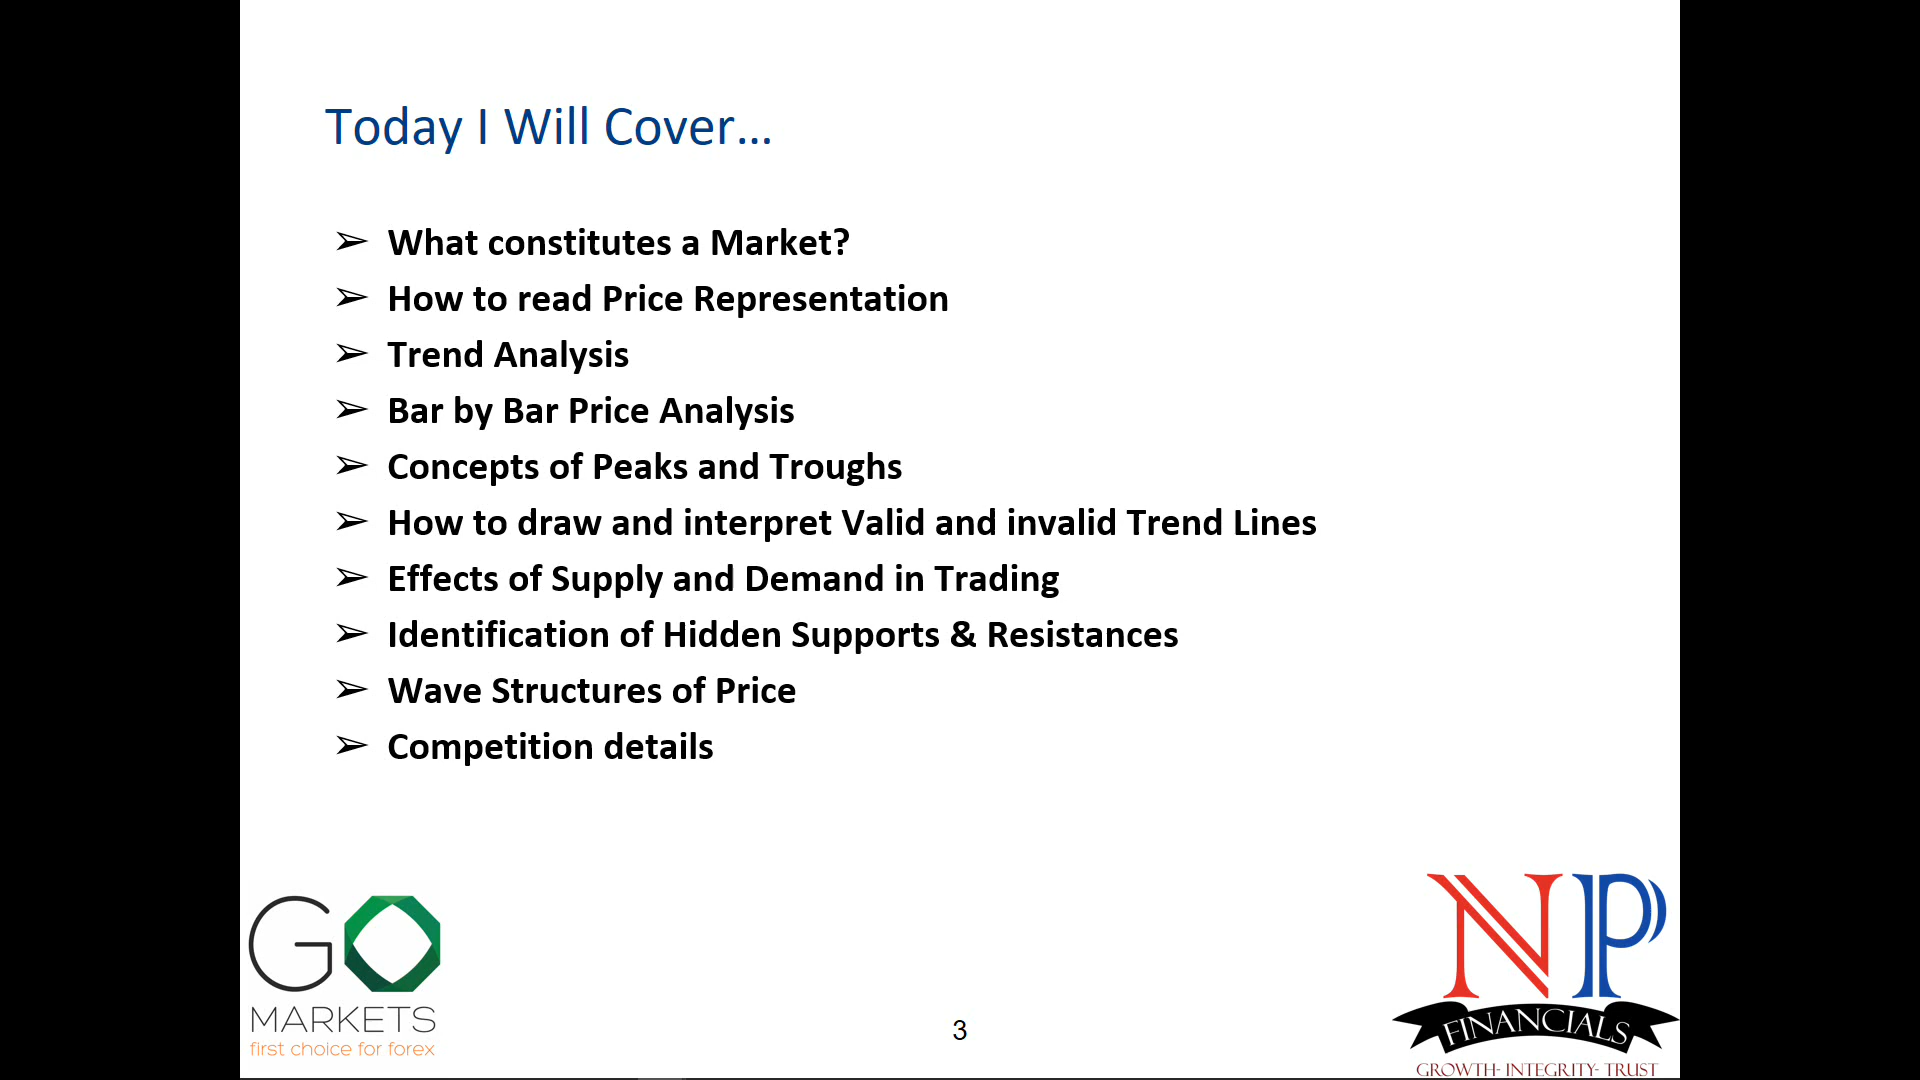 Today I Will Cover...
➢ What constitutes a Market?
➢ How to read Price Representation
➢ Trend Analysis
➢ Bar by Bar Price Analysis
➢ Concepts of Peaks and Troughs
➢ How to draw and interpret Valid and invalid Trend Lines
➢ Effects of Supply and Demand in Trading
➢ Identification of Hidden Supports & Resistances
➢ Wave Structures of Price
➢ Competition details
GO
MARKETS
first choice for forex
3
NP
FINANCIALS
GROWTH- INTEGRITY- TRUST